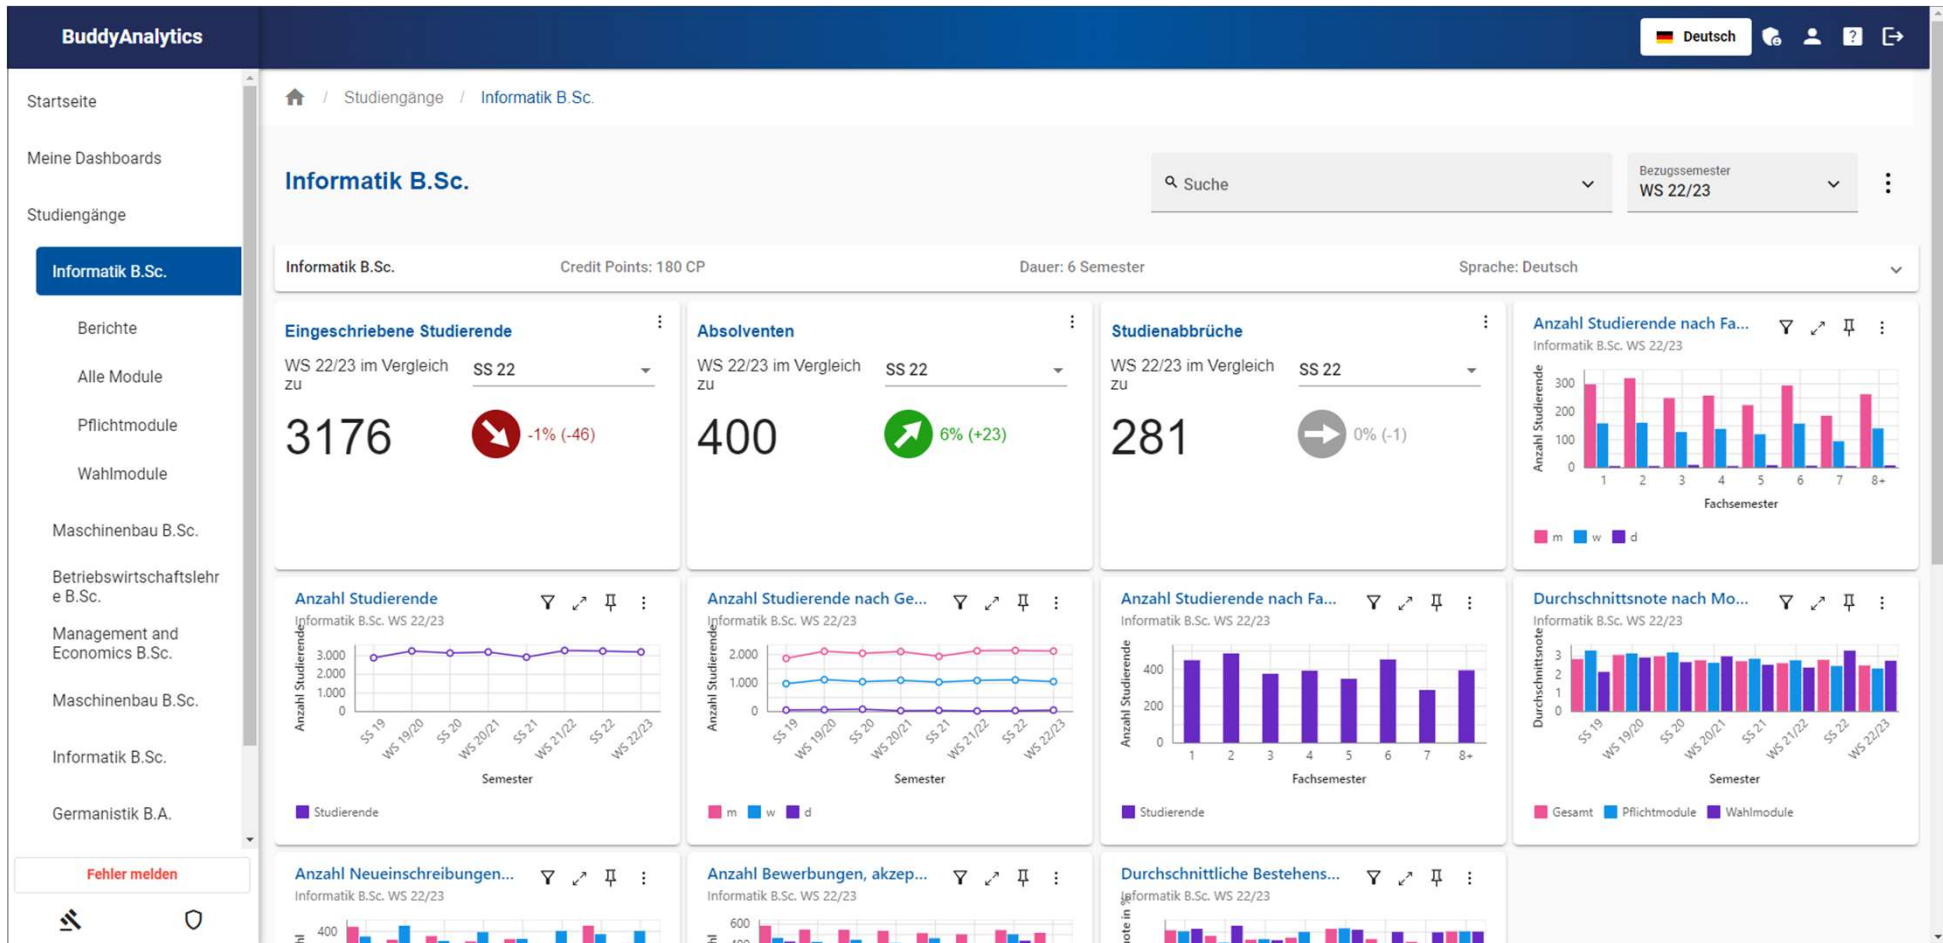 BuddyAnalytics
Deutsch
Startseite
Meine Dashboards
Studiengänge
Informatik B.Sc.
Berichte
Alle Module
Pflichtmodule
Wahlmodule
Maschinenbau B.Sc.
Betriebswirtschaftslehr
e B.Sc.
Management and
Economics B.Sc.
Maschinenbau B.Sc.
Informatik B.Sc.
Germanistik B.A.
Fehler melden
/ Studiengänge / Informatik B.Sc.
Informatik B.Sc.
Suche
Bezugssemester
WS 22/23
Informatik B.Sc. Credit Points: 180 CP Dauer: 6 Semester Sprache: Deutsch
Eingeschriebene Studierende
WS 22/23 im Vergleich
zu
SS 22
3176
-1% (-46)
Absolventen
WS 22/23 im Vergleich
zu
SS 22
400
6% (+23)
Studienabbrüche
WS 22/23 im Vergleich
zu
SS 22
281
0% (-1)
Anzahl Studierende nach Fa...
Informatik B.Sc. WS 22/23
Anzahl Studierende
300
200
100
0
1 2 3 4 5 6 7 8+
Fachsemester
m w d
Anzahl Studierende
Informatik B.Sc. WS 22/23
Anzahl Studierende
3.000
2.000
1.000
0
SS 19 WS 19/20 SS 20 WS 20/21 SS 21 WS 21/22 SS 22 WS 22/23
Semester
Studierende
Anzahl Studierende nach Ge...
Informatik B.Sc. WS 22/23
Anzahl Studierende
2.000
1.000
0
SS 19 WS 19/20 SS 20 WS 20/21 SS 21 WS 21/22 SS 22 WS 22/23
Semester
m w d
Anzahl Studierende nach Fa...
Informatik B.Sc. WS 22/23
Anzahl Studierende
400
200
0
1 2 3 4 5 6 7 8+
Fachsemester
Studierende
Durchschnittsnote nach Mo...
Informatik B.Sc. WS 22/23
Durchschnittsnote
3
2
1
0
SS 19 WS 19/20 SS 20 WS 20/21 SS 21 WS 21/22 SS 22 WS 22/23
Semester
Gesamt Pflichtmodule Wahlmodule
Anzahl Neueinschreibungen...
Informatik B.Sc. WS 22/23
400
Anzahl Bewerbungen, akzep...
Informatik B.Sc. WS 22/23
600
Durchschnittliche Bestehens...
Informatik B.Sc. WS 22/23
in %